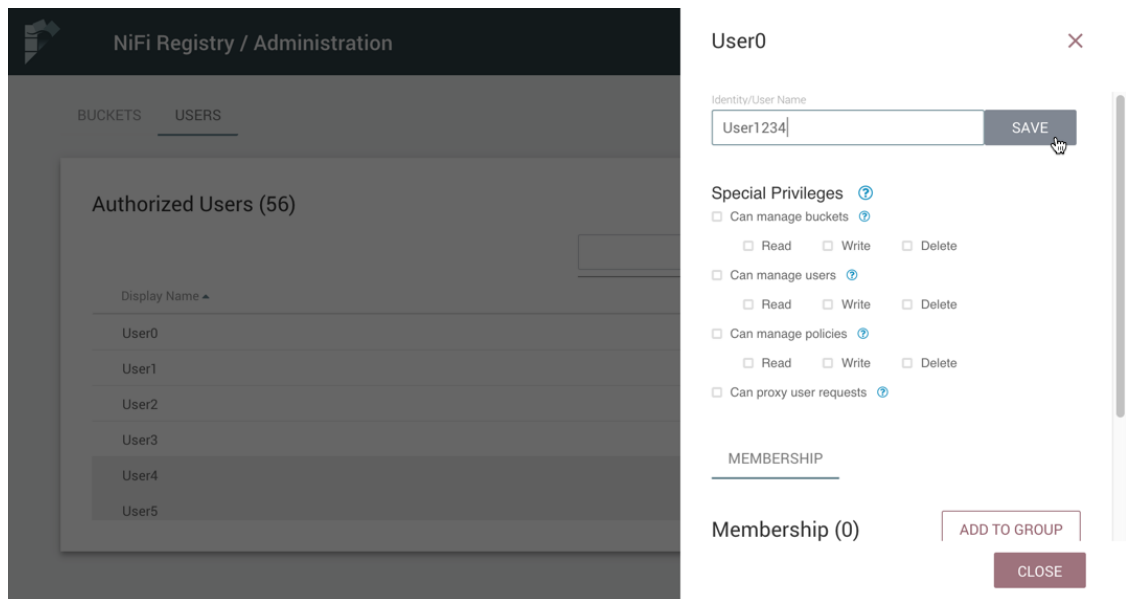 NiFi Registry / Administration
BUCKETS USERS
Authorized Users (56)
Display Name
User0
User1
User2
User3
User4
User5
User0
Identity/User Name
User1234 SAVE
Special Privileges ?
Can manage buckets ?
Read Write Delete
Can manage users ?
Read Write Delete
Can manage policies ?
Read Write Delete
Can proxy user requests ?
MEMBERSHIP
Membership (0) ADD TO GROUP
CLOSE